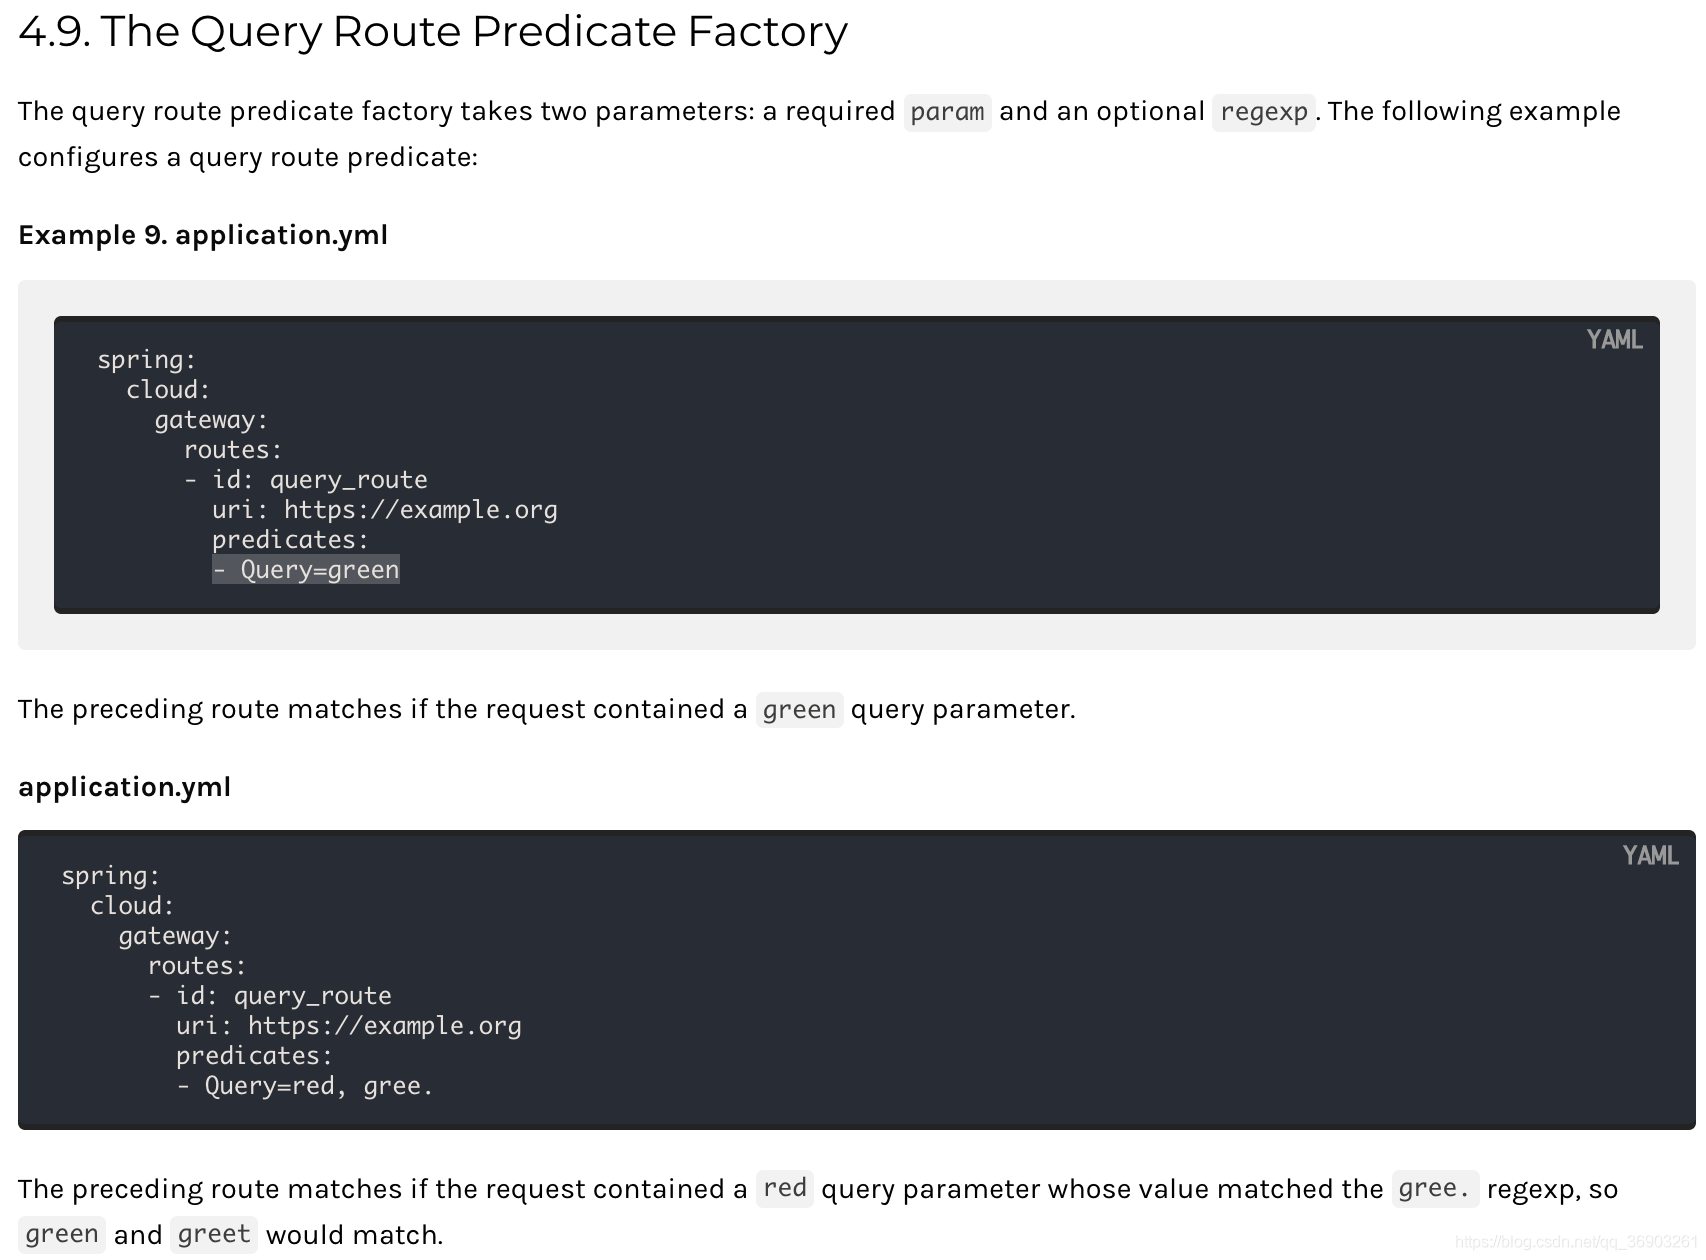 4.9. The Query Route Predicate Factory
The query route predicate factory takes two parameters: a required param and an optional regexp. The following example
configures a query route predicate:
Example 9. application.yml
YAML
spring:
  cloud:
    gateway:
      routes:
      - id: query_route
        uri: https://example.org
        predicates:
        - Query=green
The preceding route matches if the request contained a green query parameter.
application.yml
YAML
spring:
  cloud:
    gateway:
      routes:
      - id: query_route
        uri: https://example.org
        predicates:
        - Query=red, gree.
The preceding route matches if the request contained a red query parameter whose value matched the gree. regexp, so
green and greet would match.
https://blog.csdn.net/qq_36903261